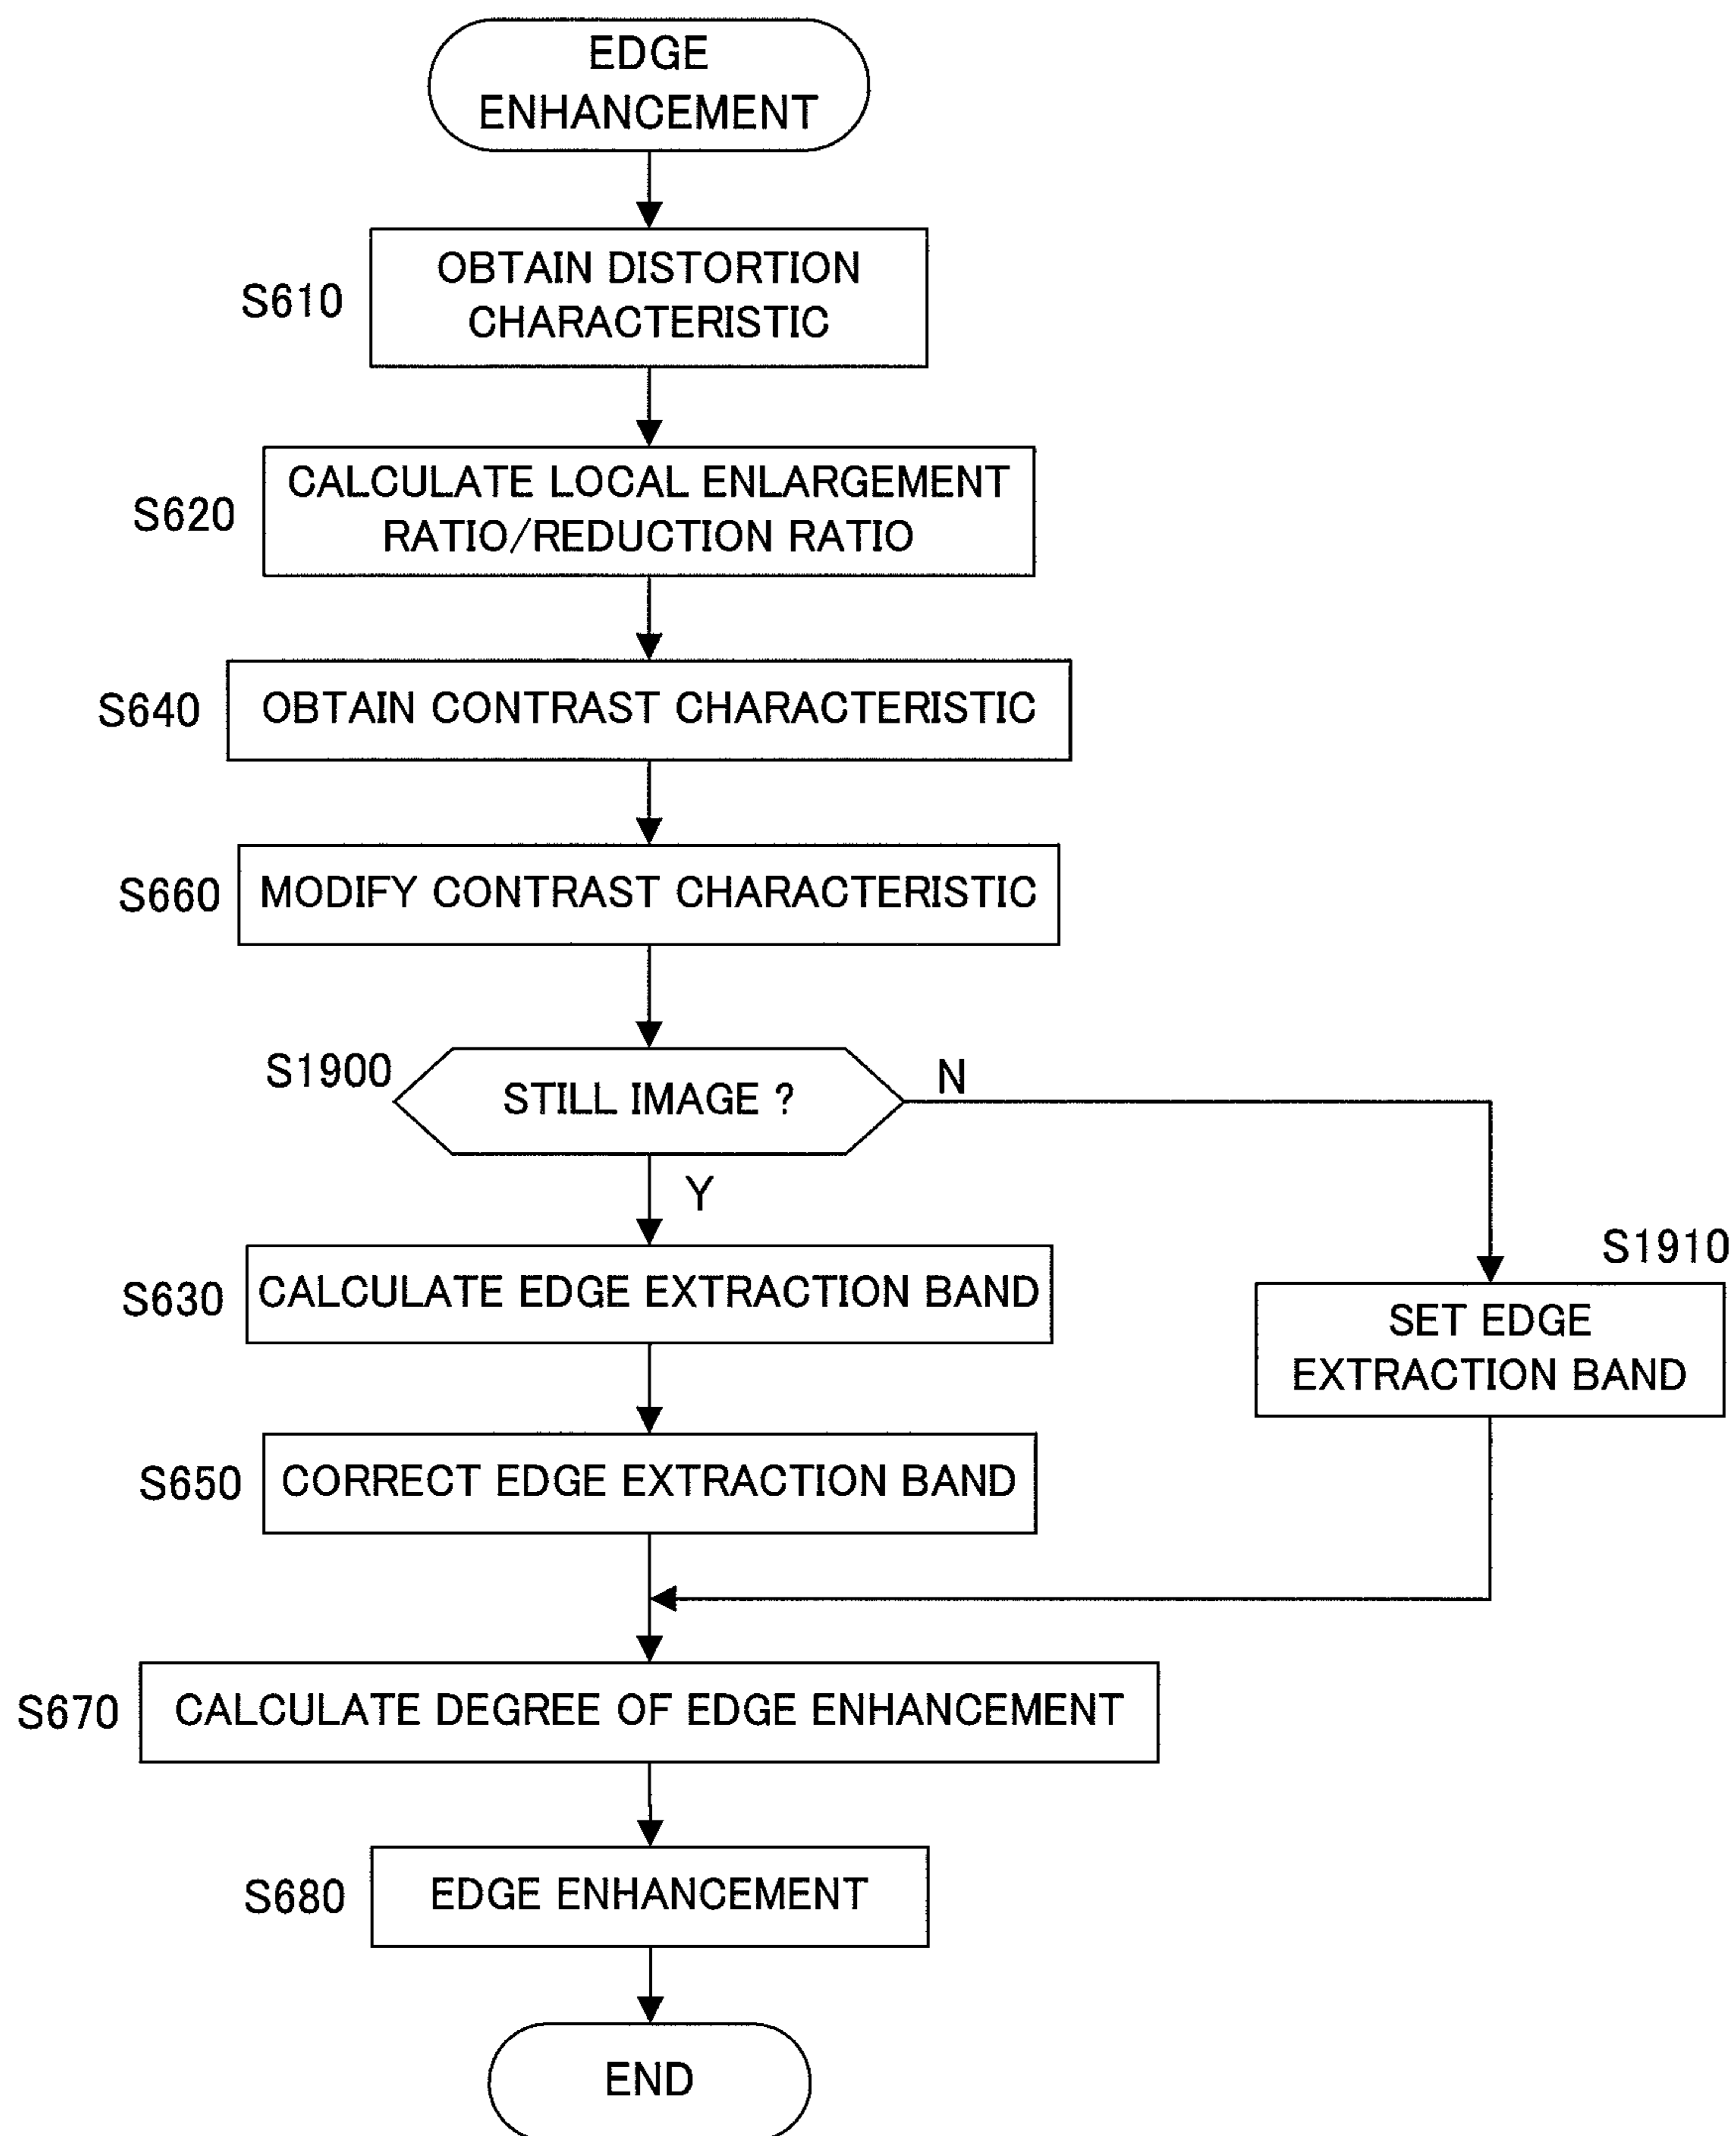 EDGE
ENHANCEMENT
S610
OBTAIN DISTORTION
CHARACTERISTIC
S620
CALCULATE LOCAL ENLARGEMENT
RATIO/REDUCTION RATIO
S640
OBTAIN CONTRAST CHARACTERISTIC
S660
MODIFY CONTRAST CHARACTERISTIC
S1900
STILL IMAGE ?
N
Y
S630
CALCULATE EDGE EXTRACTION BAND
S1910
SET EDGE
EXTRACTION BAND
S650
CORRECT EDGE EXTRACTION BAND
S670
CALCULATE DEGREE OF EDGE ENHANCEMENT
S680
EDGE ENHANCEMENT
END